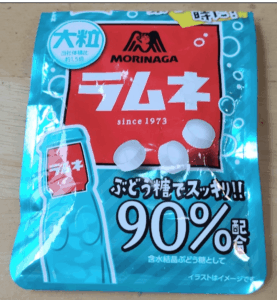 大粒
MORINAGA
ラムネ
since 1973
ラムネ
ぶどう糖でスッキリ!!
90%配合
含水結晶ぶどう糖として
イラストはイメージです